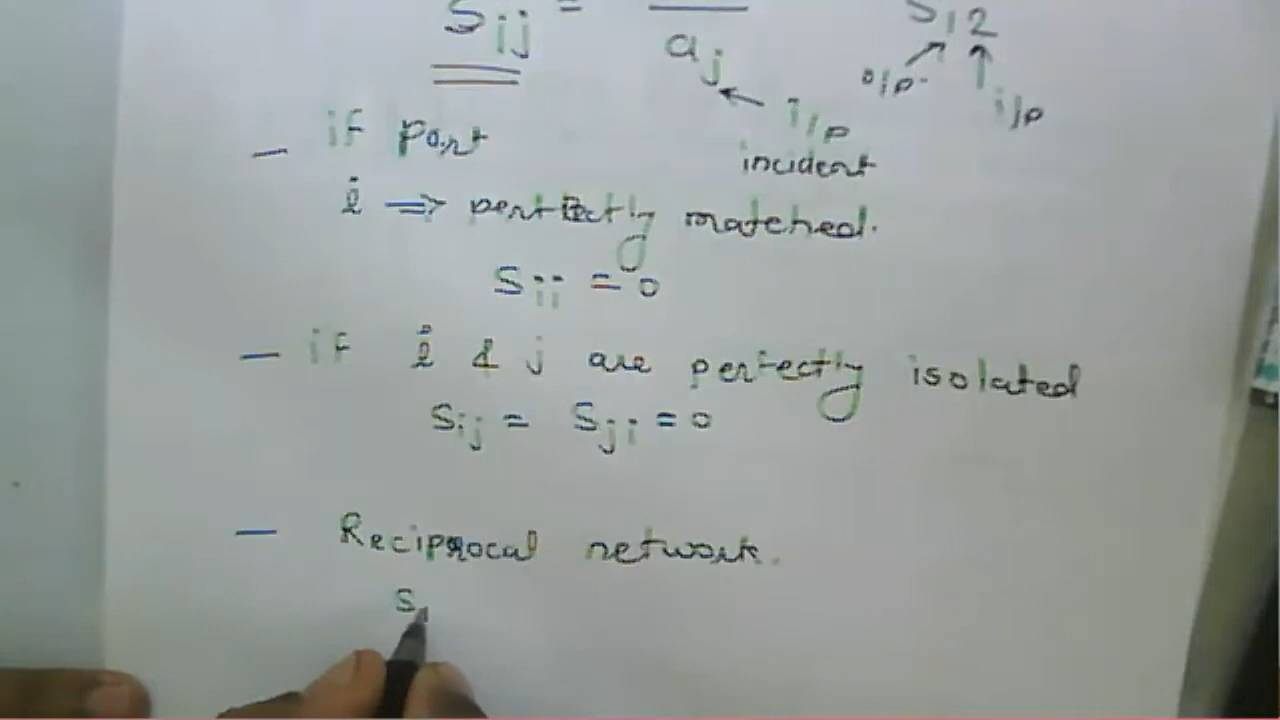 Sij = aj
S12
o/p i/p
i/p
incident
- if port
i ⇒ perfectly matched.
Sii = 0
- if i & j are perfectly isolated
Sij = Sji = 0
- Reciprocal network.
S